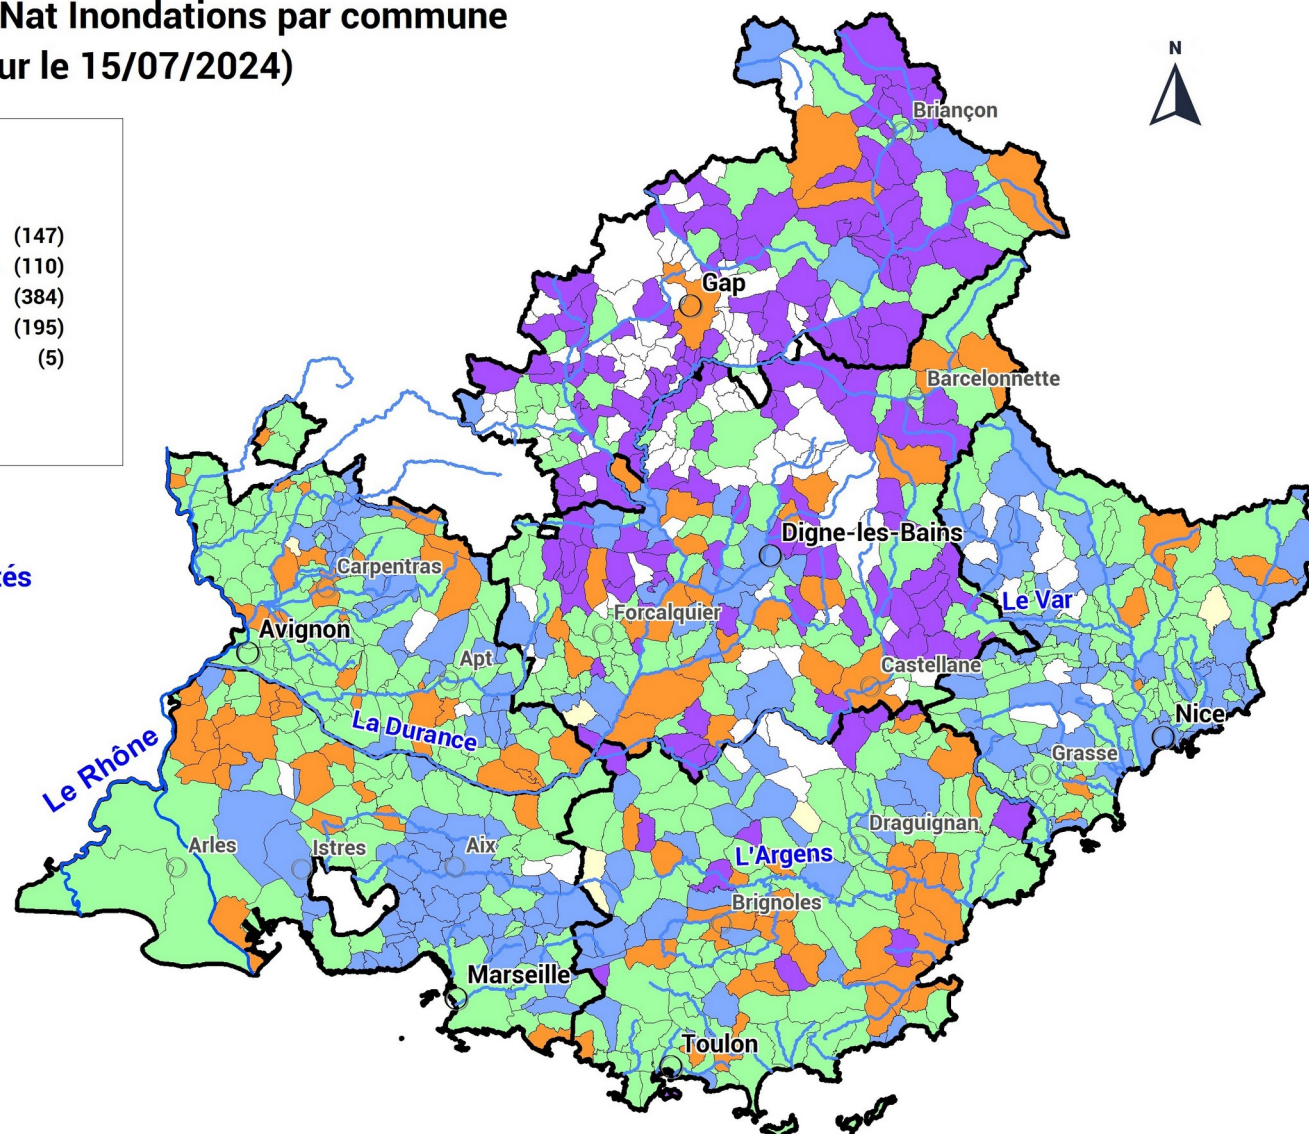 Nat Inondations par commune
ur le 15/07/2024)
N
(147)
(110)
(384)
(195)
(5)
tés
Briançon
Gap
Barcelonnette
Digne-les-Bains
Carpentras
Le Var
Forcalquier
Avignon
Apt
Castellane
Nice
La Durance
Grasse
Le Rhône
Draguignan
Arles
Istres
Aix
L'Argens
Brignoles
Marseille
Toulon